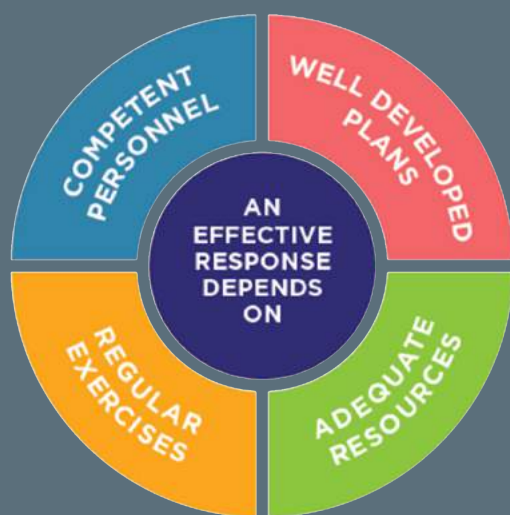 COMPETENT
PERSONNEL
WELL DEVELOPED
PLANS
AN
EFFECTIVE
RESPONSE
DEPENDS
ON
REGULAR
EXERCISES
ADEQUATE
RESOURCES